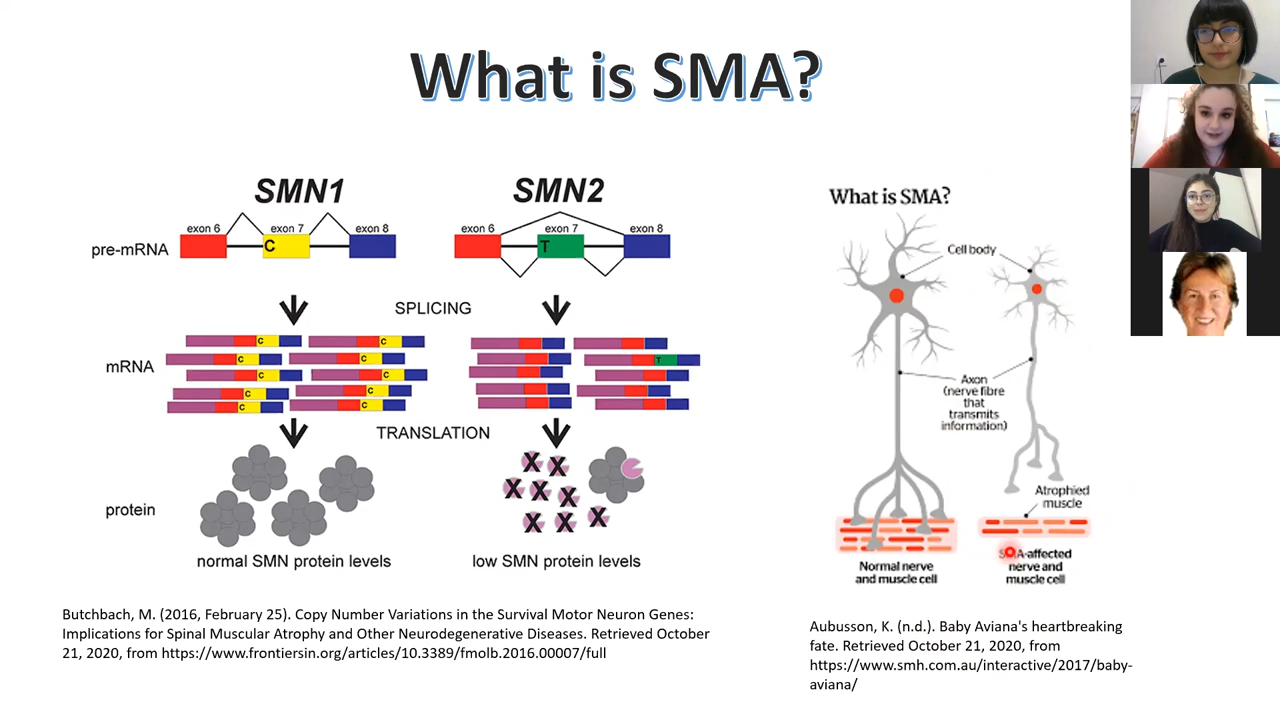 What is SMA?
SMN1
SMN2
exon 6
exon 7
exon 8
exon 6
exon 7
exon 8
pre-mRNA
C
T
SPLICING
mRNA
C
C
C
C
T
C
C
C
C
C
C
TRANSLATION
protein
X
X
X
X
X
X
X
X
normal SMN protein levels
low SMN protein levels
Butchbach, M. (2016, February 25). Copy Number Variations in the Survival Motor Neuron Genes:
Implications for Spinal Muscular Atrophy and Other Neurodegenerative Diseases. Retrieved October
21, 2020, from https://www.frontiersin.org/articles/10.3389/fmolb.2016.00007/full
What is SMA?
Cell body
Axon
(nerve fibre
that
transmits
information)
Atrophied
muscle
Normal nerve
and muscle cell
SMA-affected
nerve and
muscle cell
Aubusson, K. (n.d.). Baby Aviana's heartbreaking
fate. Retrieved October 21, 2020, from
https://www.smh.com.au/interactive/2017/baby-
aviana/